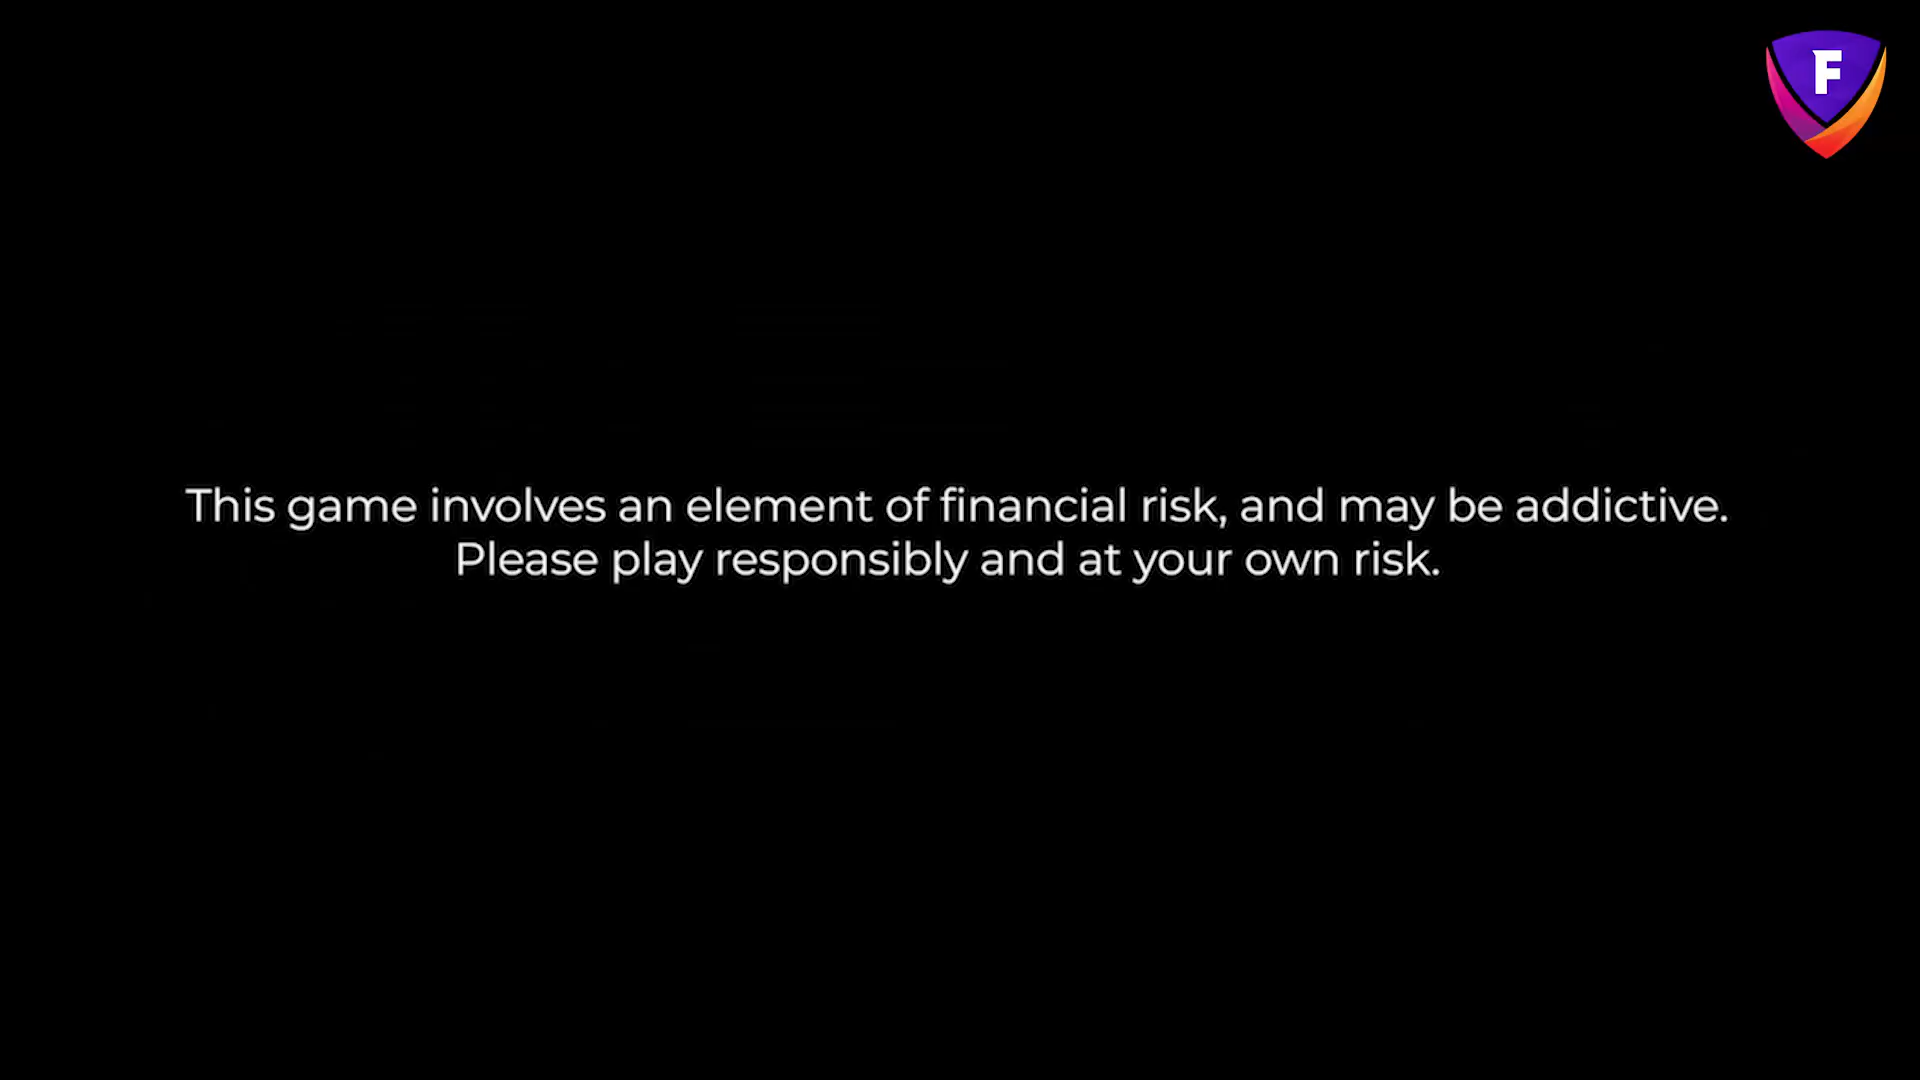 F
This game involves an element of financial risk, and may be addictive.
Please play responsibly and at your own risk.